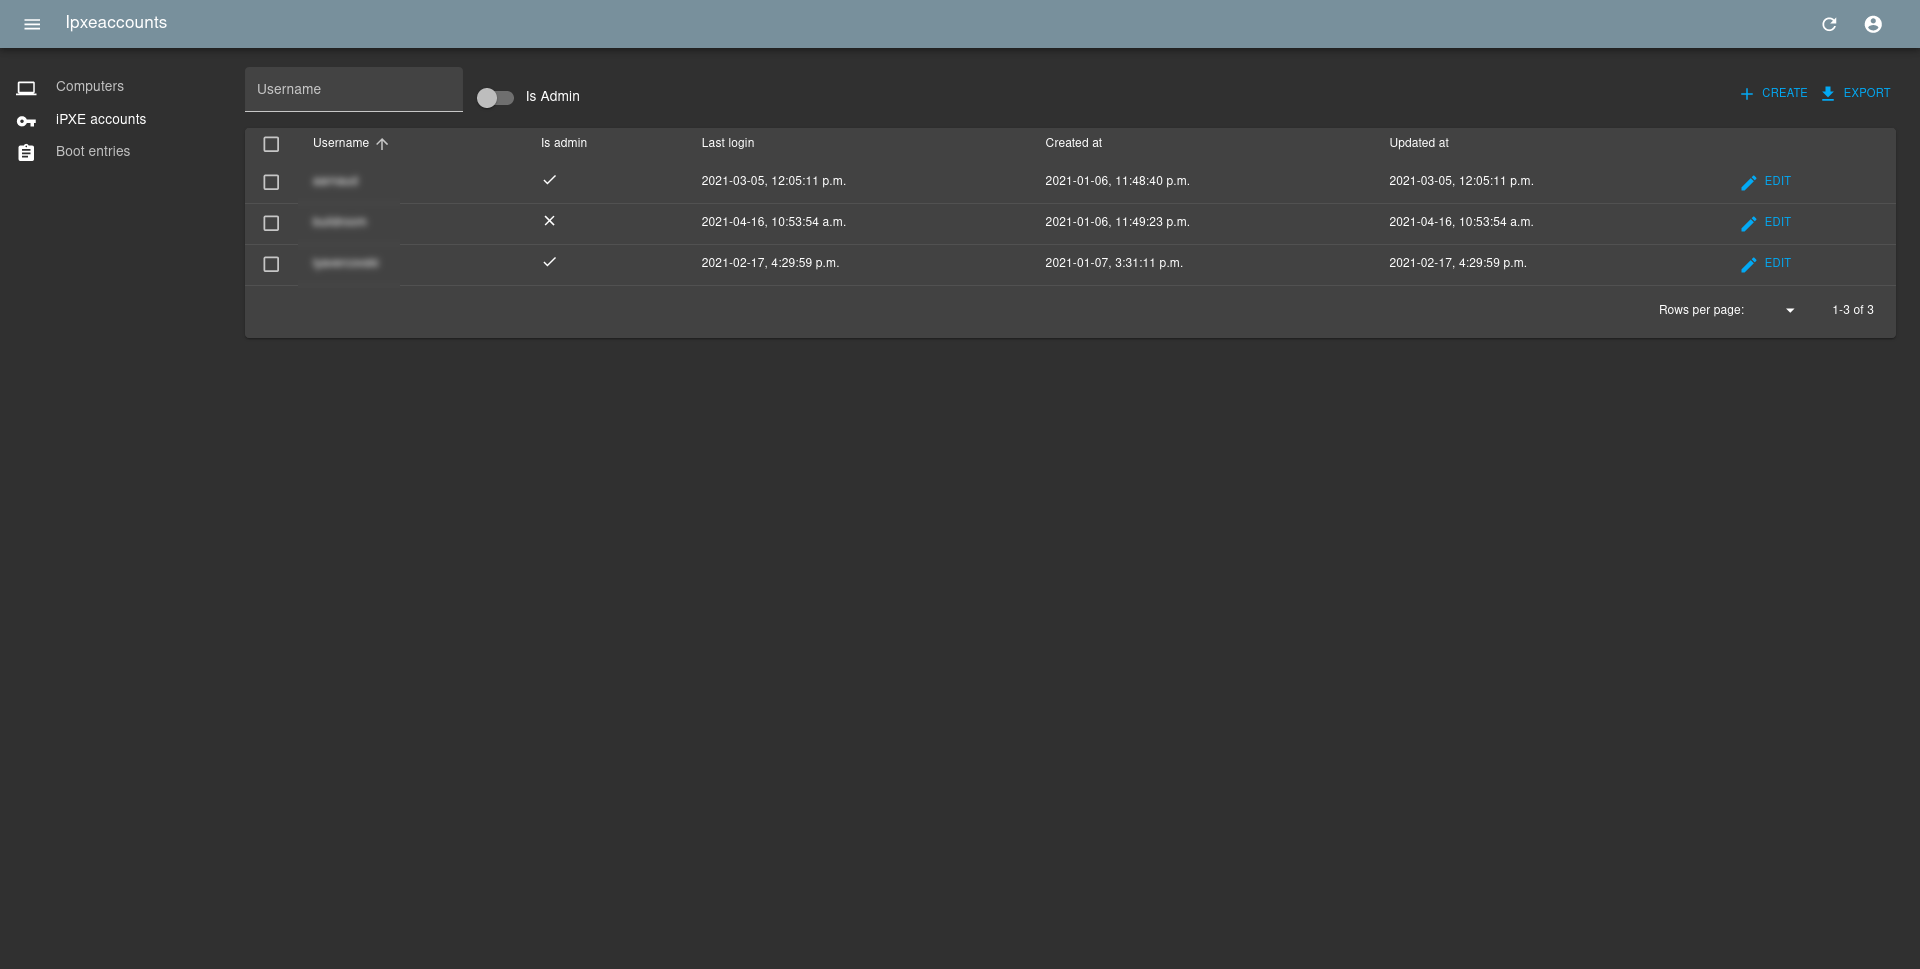 Ipxeaccounts
Computers
iPXE accounts
Boot entries
Username
Is Admin
CREATE EXPORT
Username Is admin Last login Created at Updated at
2021-03-05, 12:05:11 p.m. 2021-01-06, 11:48:40 p.m. 2021-03-05, 12:05:11 p.m. EDIT
2021-04-16, 10:53:54 a.m. 2021-01-06, 11:49:23 p.m. 2021-04-16, 10:53:54 a.m. EDIT
2021-02-17, 4:29:59 p.m. 2021-01-07, 3:31:11 p.m. 2021-02-17, 4:29:59 p.m. EDIT
Rows per page: 1-3 of 3